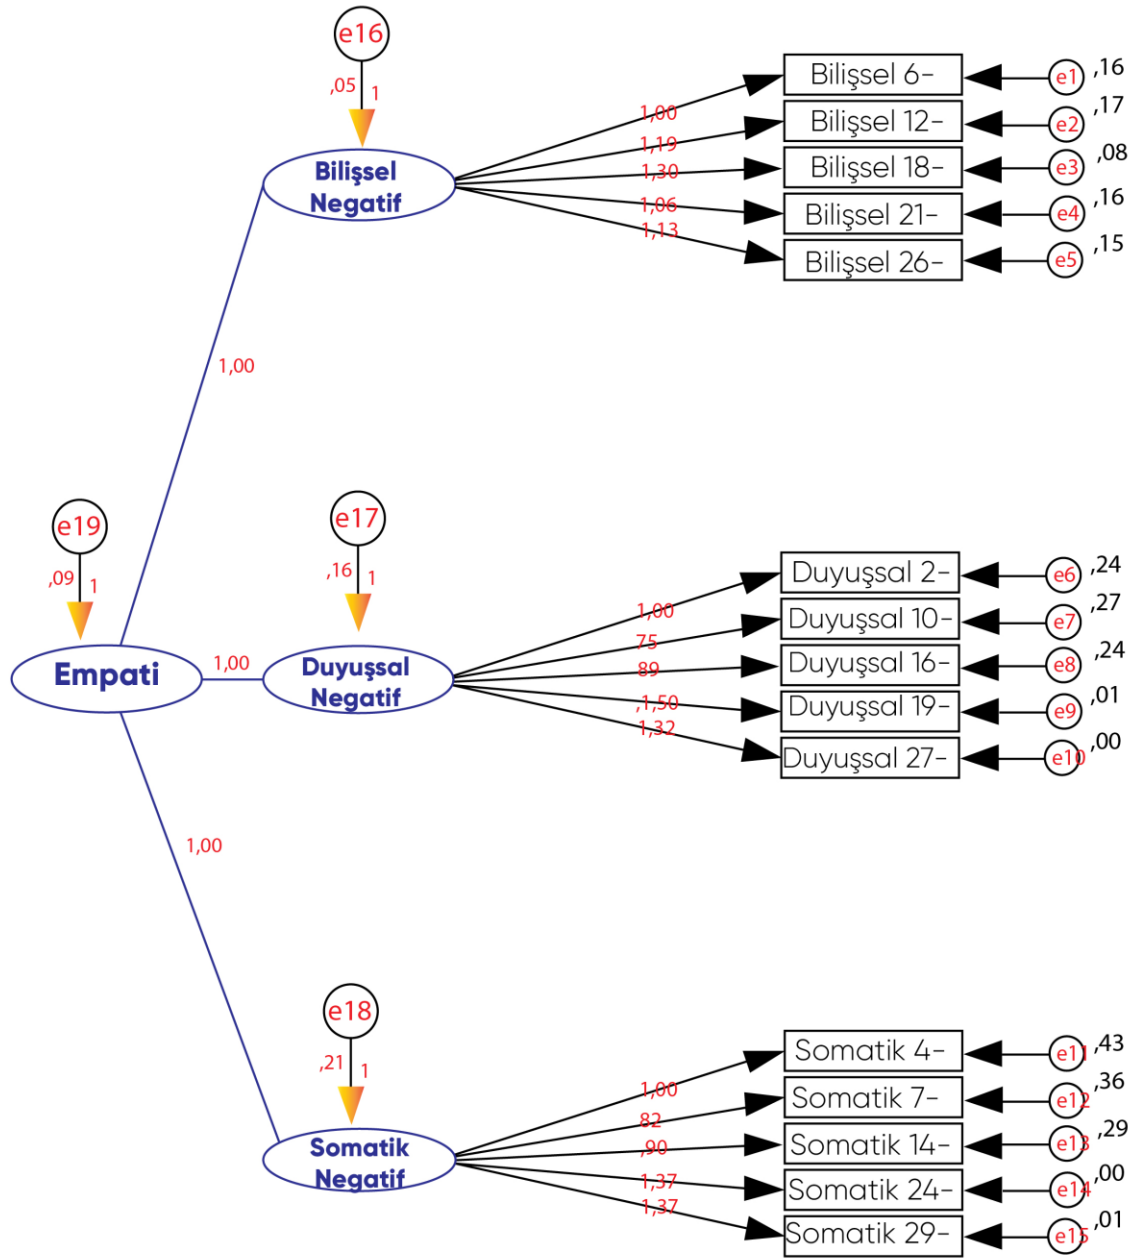 e16
,05 1
Bilişsel
Negatif
1,00
1,19
1,30
1,06
1,13
Bilişsel 6-
Bilişsel 12-
Bilişsel 18-
Bilişsel 21-
Bilişsel 26-
e1 ,16
e2 ,17
e3 ,08
e4 ,16
e5 ,15
1,00
e19
,09 1
Empati
1,00
e17
,16 1
Duyuşsal
Negatif
1,00
75
89
,1,50
1,32
Duyuşsal 2-
Duyuşsal 10-
Duyuşsal 16-
Duyuşsal 19-
Duyuşsal 27-
e6 ,24
e7 ,27
e8 ,24
e9 ,01
e10 ,00
1,00
e18
,21 1
Somatik
Negatif
1,00
82
,90
1,37
1,37
Somatik 4-
Somatik 7-
Somatik 14-
Somatik 24-
Somatik 29-
e11 ,43
e12 ,36
e13 ,29
e14 ,00
e15 ,01